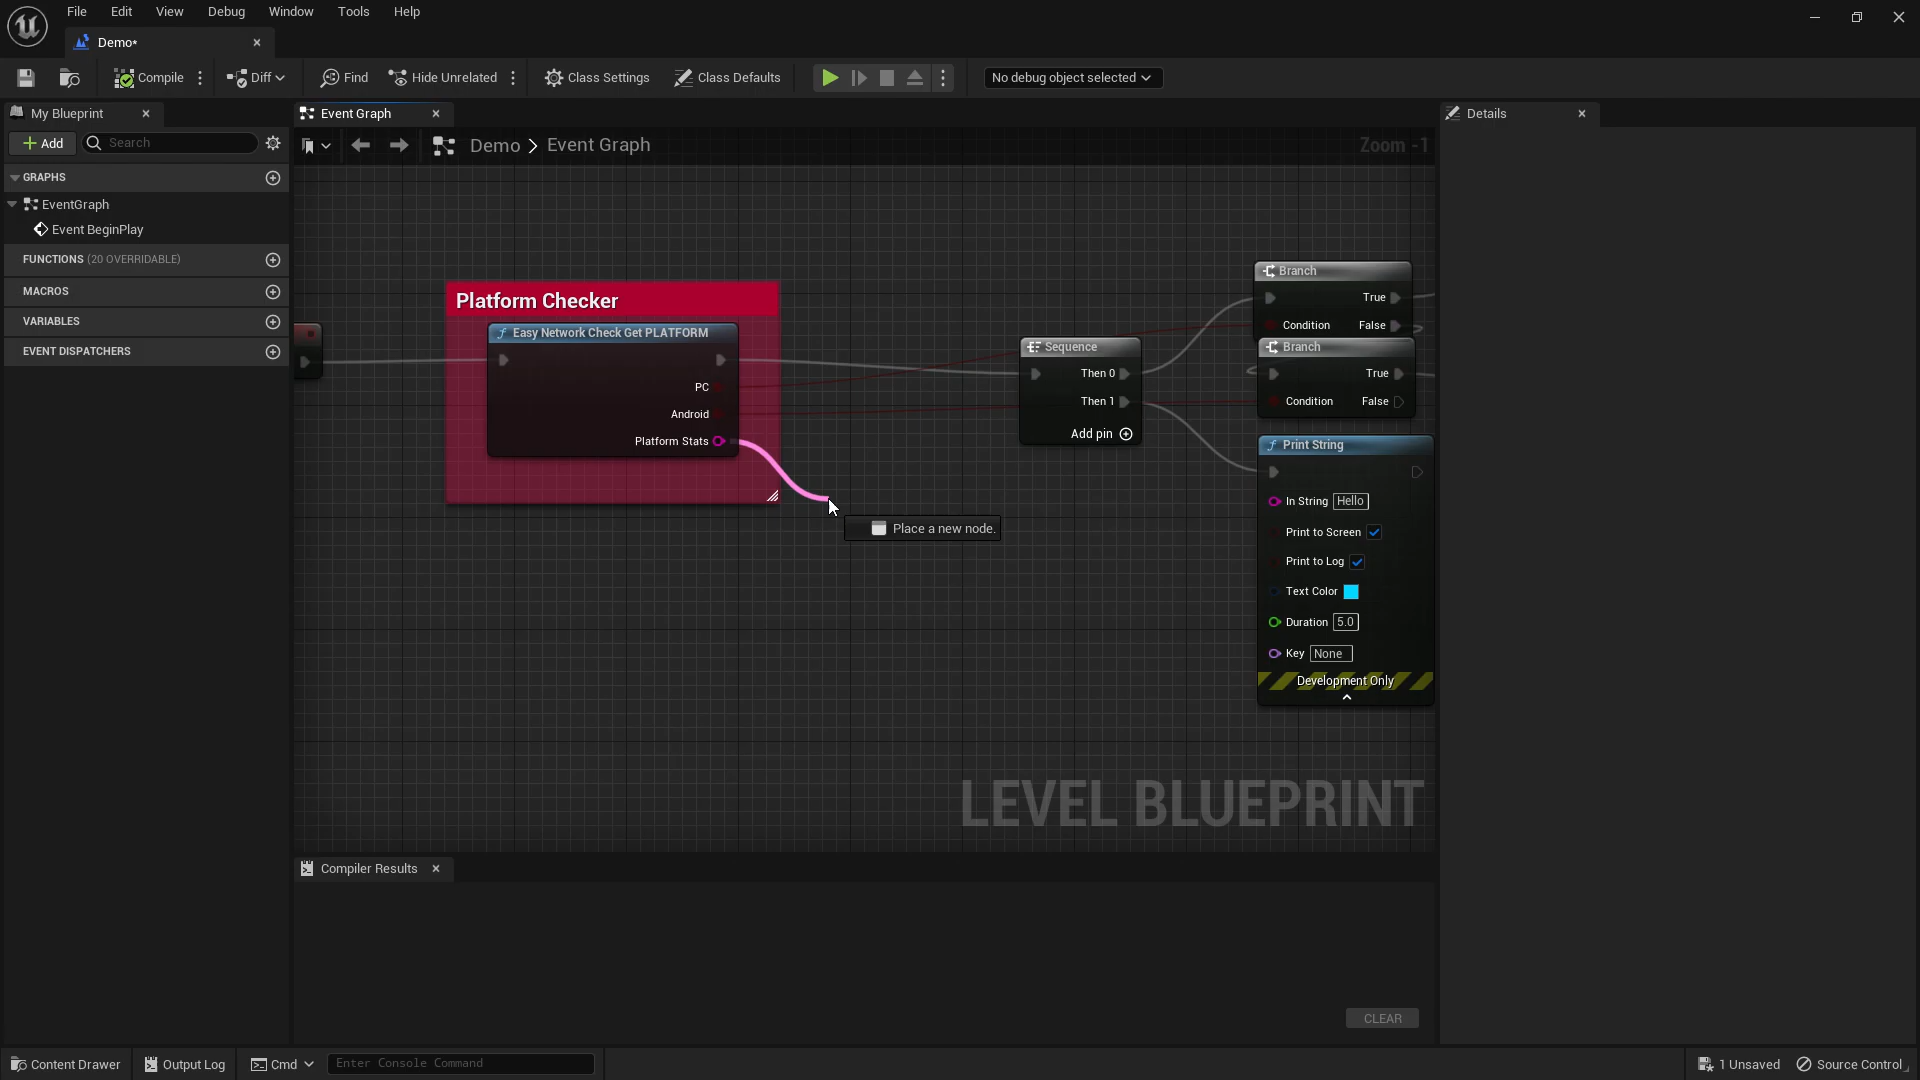 File Edit View Debug Window Tools Help
Demo*
Compile Diff Find Hide Unrelated Class Settings Class Defaults No debug object selected
My Blueprint
Event Graph
Details
Add Search
Demo > Event Graph
Zoom -1
GRAPHS
EventGraph
Event BeginPlay
FUNCTIONS (20 OVERRIDABLE)
MACROS
VARIABLES
EVENT DISPATCHERS
Platform Checker
Easy Network Check Get PLATFORM
PC
Android
Platform Stats
Place a new node.
Sequence
Then 0
Then 1
Add pin
Branch
True
Condition False
Branch
True
Condition False
Print String
In String Hello
Print to Screen
Print to Log
Text Color
Duration 5.0
Key None
Development Only
LEVEL BLUEPRINT
Compiler Results
CLEAR
Content Drawer Output Log Cmd Enter Console Command 1 Unsaved Source Control